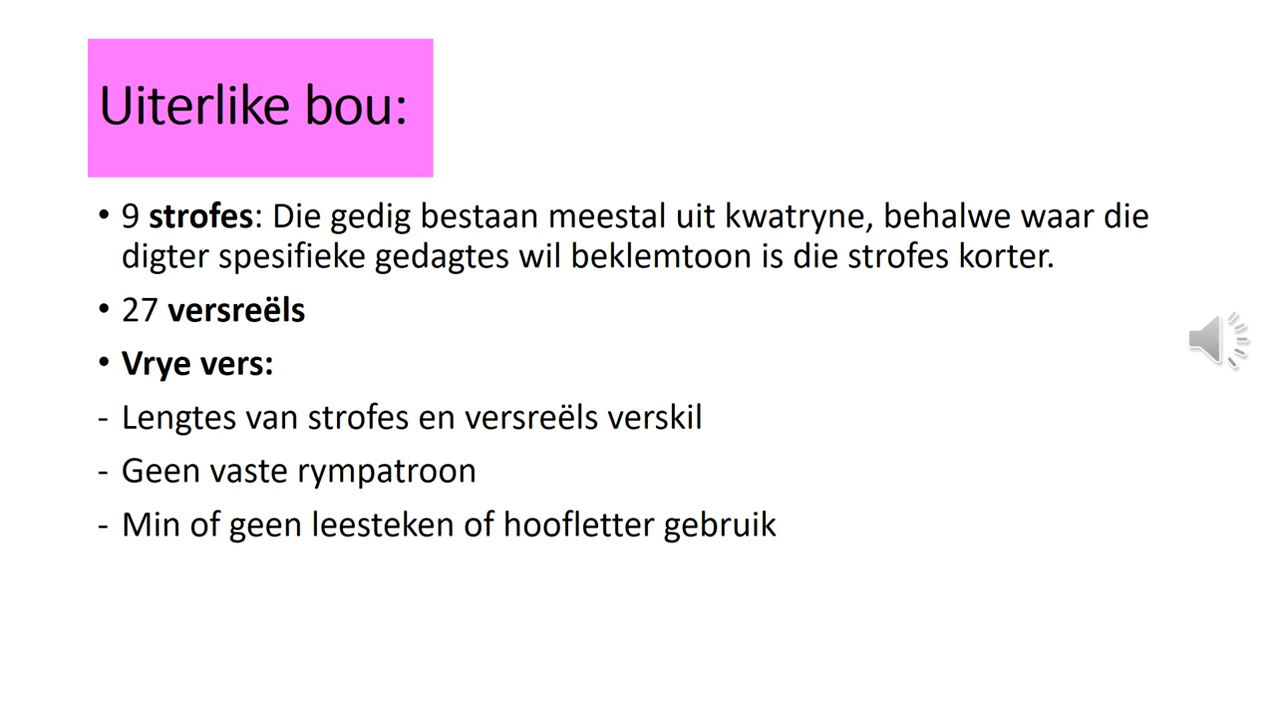 Uiterlike bou:
• 9 strofes: Die gedig bestaan meestal uit kwatryne, behalwe waar die
digter spesifieke gedagtes wil beklemtoon is die strofes korter.
• 27 versreëls
• Vrye vers:
- Lengtes van strofes en versreëls verskil
- Geen vaste rympatroon
- Min of geen leesteken of hoofletter gebruik